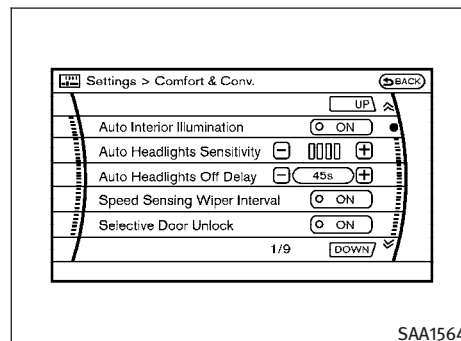 Settings > Comfort & Conv.
BACK
UP
Auto Interior Illumination
ON
Auto Headlights Sensitivity
Auto Headlights Off Delay
45s
Speed Sensing Wiper Interval
ON
Selective Door Unlock
ON
1/9
DOWN
SAA1564